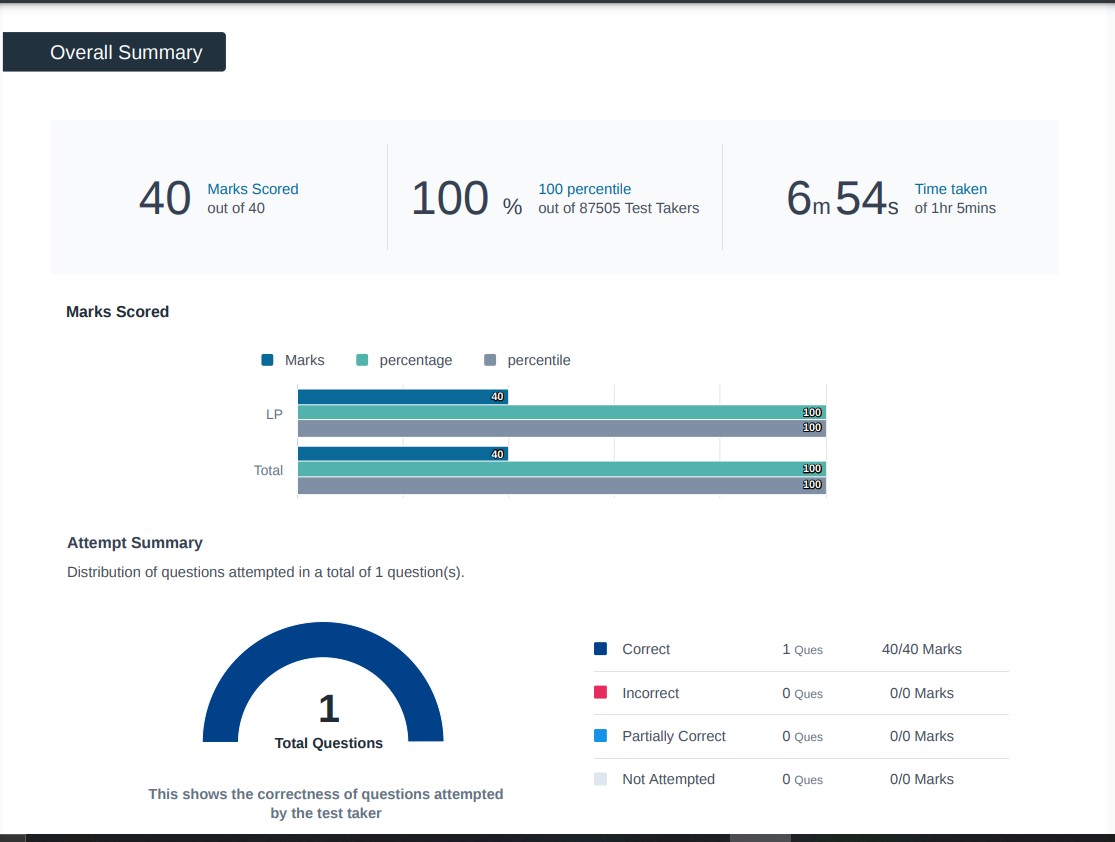 Overall Summary
40 Marks Scored
out of 40
100 % 100 percentile
out of 87505 Test Takers
6m 54s Time taken
of 1hr 5mins
Marks Scored
Marks percentage percentile
LP
40
100
100
Total
40
100
100
Attempt Summary
Distribution of questions attempted in a total of 1 question(s).
1
Total Questions
This shows the correctness of questions attempted
by the test taker
Correct 1 Ques 40/40 Marks
Incorrect 0 Ques 0/0 Marks
Partially Correct 0 Ques 0/0 Marks
Not Attempted 0 Ques 0/0 Marks